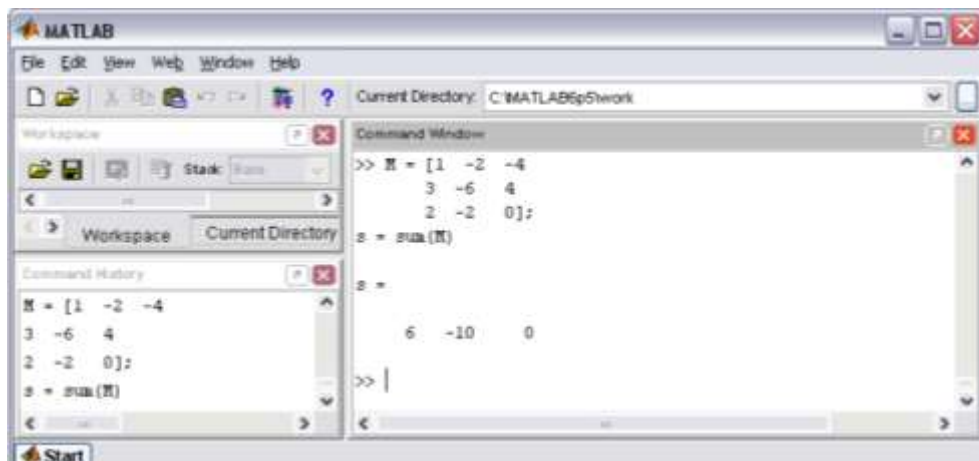 MATLAB
File Edit View Web Window Help
? Current Directory: C:\MATLAB6p5\work
Workspace
Stack:
Workspace Current Directory
Command History
M = [1 -2 -4
3 -6 4
2 -2 0];
s = sum(M)
Command Window
>> M = [1 -2 -4
3 -6 4
2 -2 0];
s = sum(M)
s =
6 -10 0
>>
Start